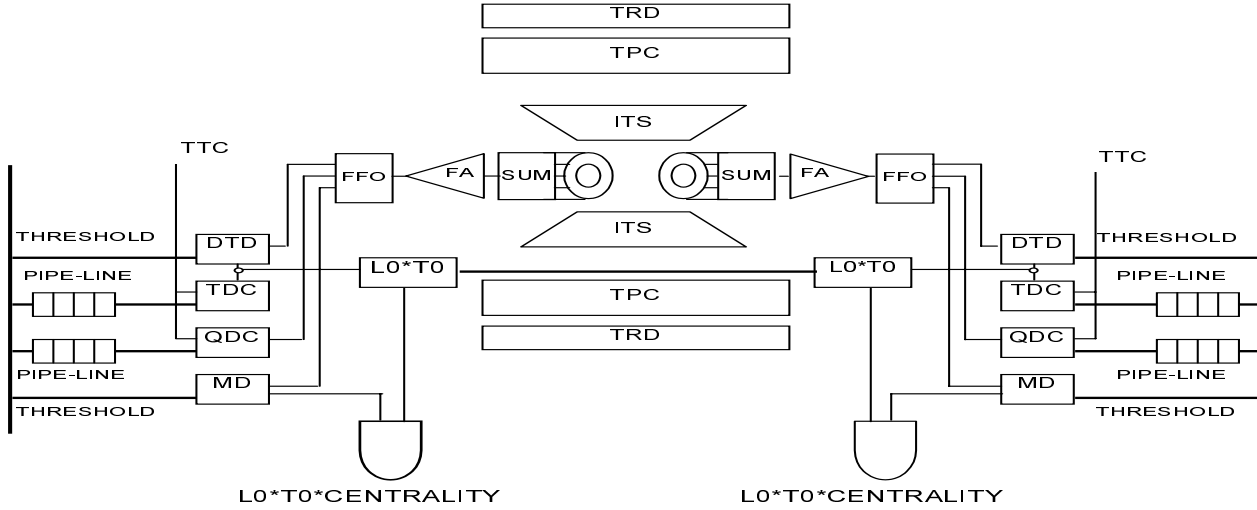 TRD
TPC
ITS
TTC
TTC
FFO
FA
SUM
SUM
FA
FFO
THRESHOLD
DTD
ITS
DTD
THRESHOLD
PIPE-LINE
L0*T0
L0*T0
PIPE-LINE
TDC
TPC
TDC
QDC
TRD
QDC
PIPE-LINE
MD
MD
PIPE-LINE
THRESHOLD
THRESHOLD
L0*T0*CENTRALITY
L0*T0*CENTRALITY